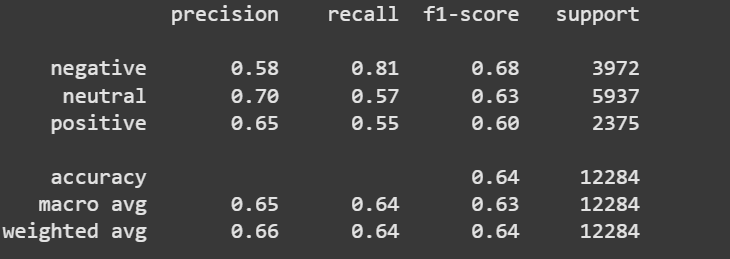 precision recall f1-score support
negative 0.58 0.81 0.68 3972
neutral 0.70 0.57 0.63 5937
positive 0.65 0.55 0.60 2375
accuracy 0.64 12284
macro avg 0.65 0.64 0.63 12284
weighted avg 0.66 0.64 0.64 12284